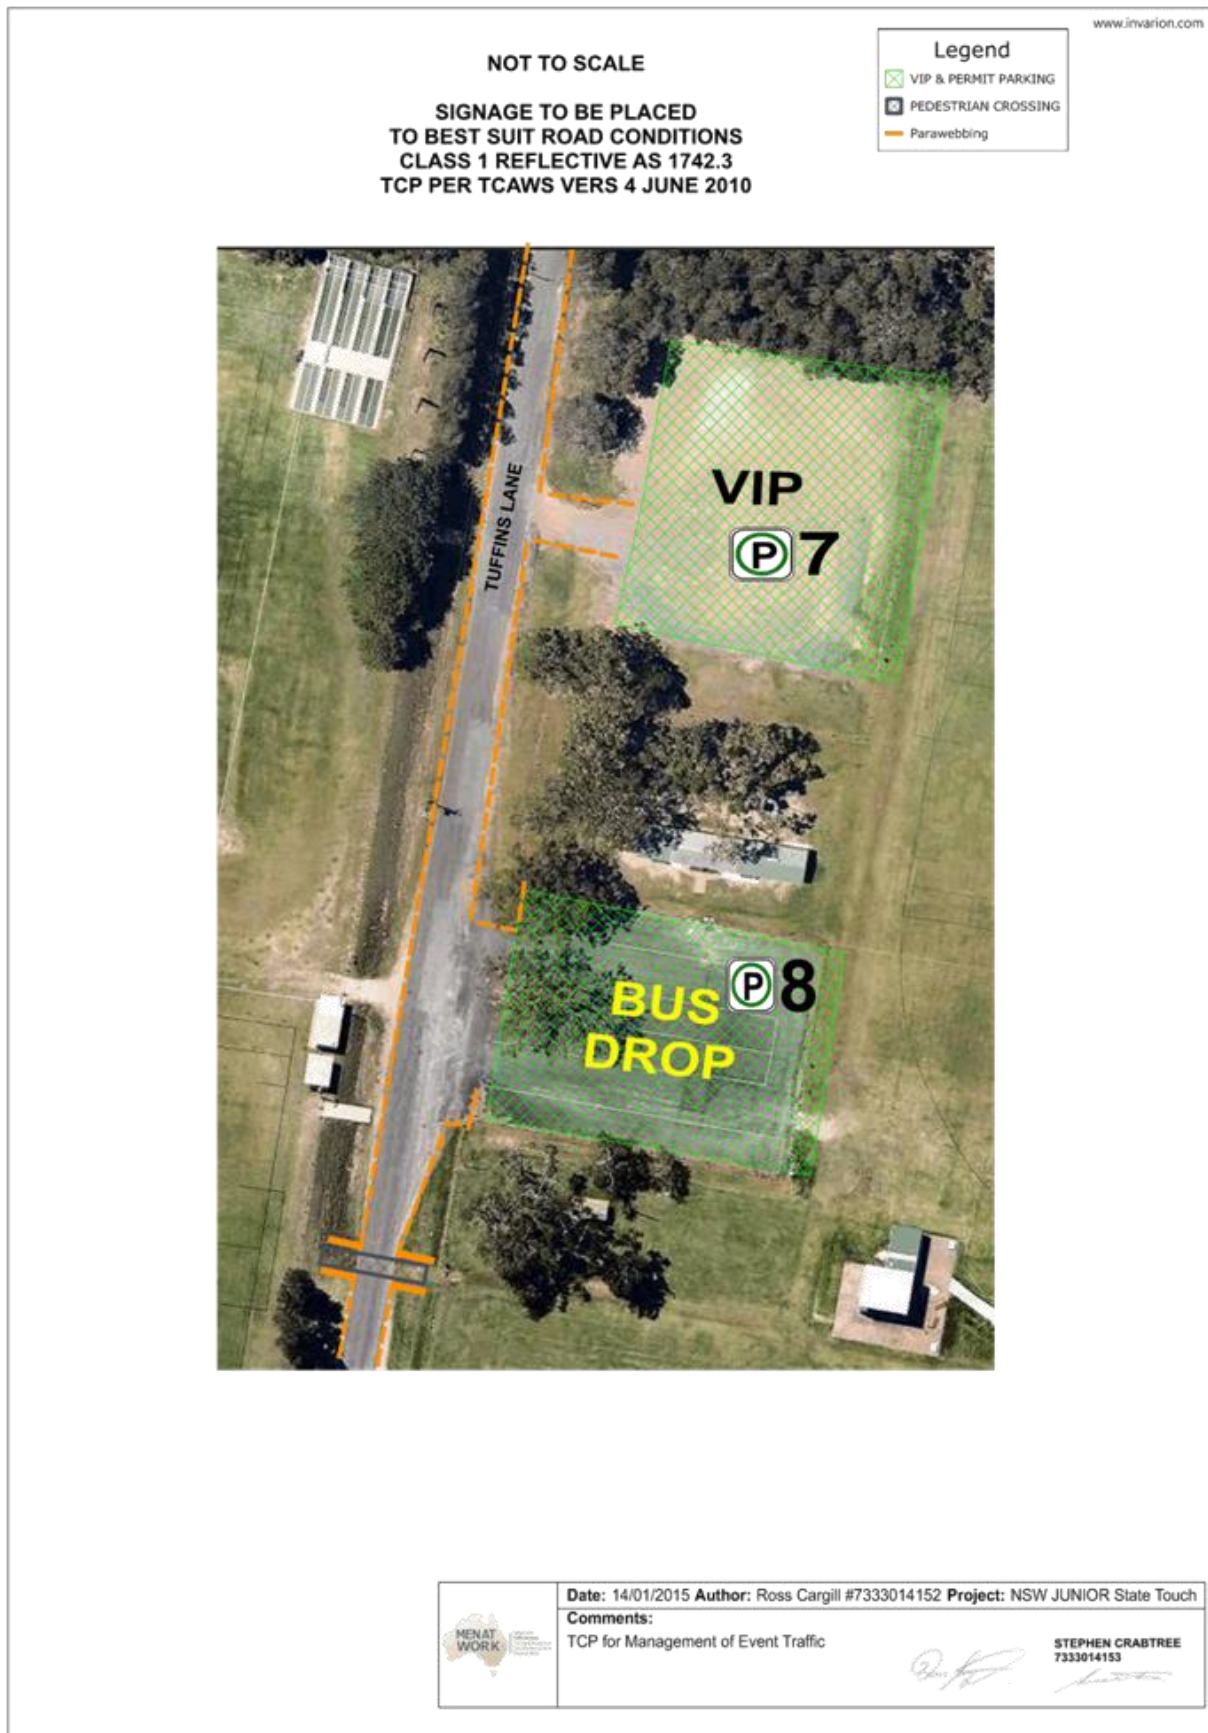 www.invarion.com
NOT TO SCALE
SIGNAGE TO BE PLACED
TO BEST SUIT ROAD CONDITIONS
CLASS 1 REFLECTIVE AS 1742.3
TCP PER TCAWS VERS 4 JUNE 2010
Legend
VIP & PERMIT PARKING
PEDESTRIAN CROSSING
Parawebbing
TUFFINS LANE
VIP
P 7
P 8
BUS
DROP
MENAT
WORK
Date: 14/01/2015 Author: Ross Cargill #7333014152 Project: NSW JUNIOR State Touch
Comments:
TCP for Management of Event Traffic
STEPHEN CRABTREE
7333014153